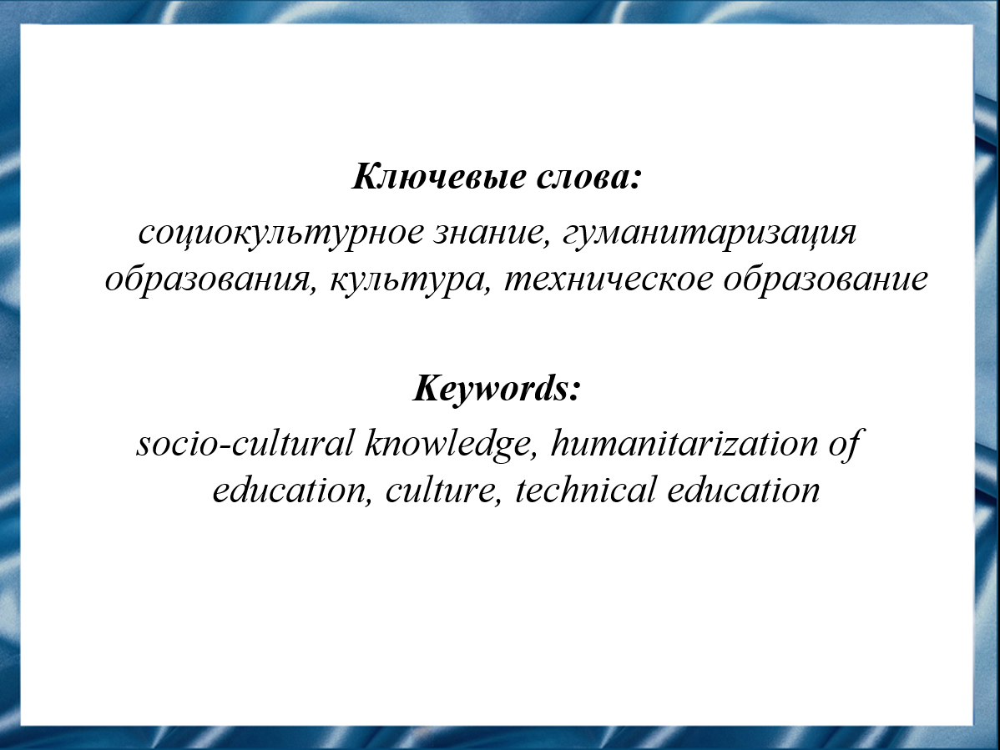 Ключевые слова:
социокультурное знание, гуманитаризация
образования, культура, техническое образование
Keywords:
socio-cultural knowledge, humanitarization of
education, culture, technical education